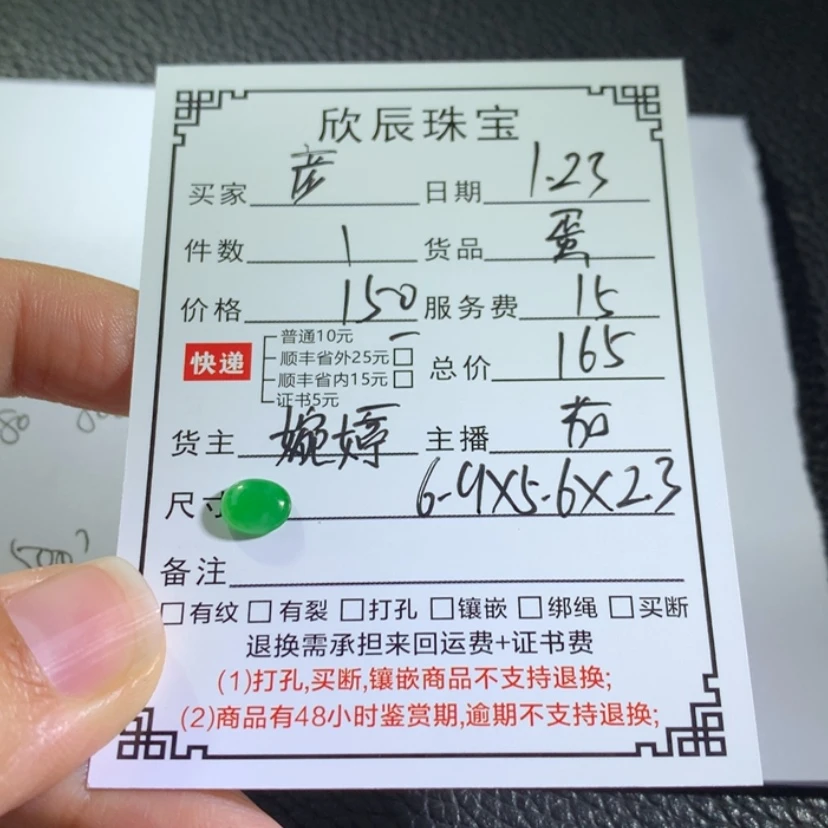 欣辰珠宝
买家 彦 日期 1.23
件数 1 货品 蛋
价格 150 服务费 15
快递 普通10元
顺丰省外25元 总价 165
顺丰省内15元
证书5元
货主 婉婷 主播 茹
尺寸 6.9X5.6X2.3
备注
有纹 有裂 打孔 镶嵌 绑绳 买断
退换需承担来回运费+证书费
(1)打孔,买断,镶嵌商品不支持退换;
(2)商品有48小时鉴赏期,逾期不支持退换;